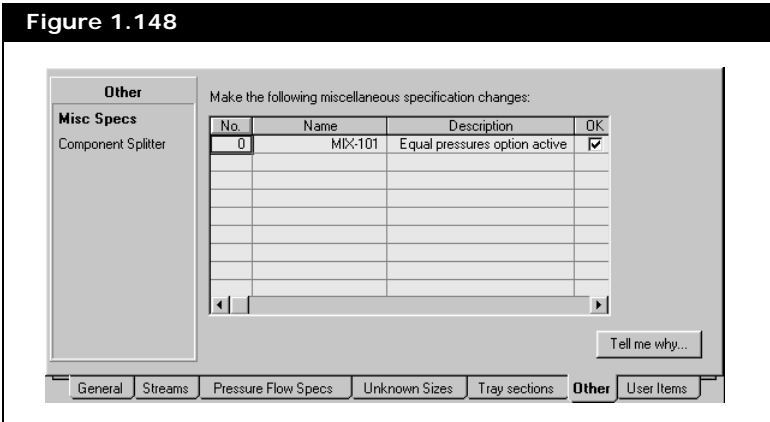 Figure 1.148
Other
Misc Specs
Component Splitter
Make the following miscellaneous specification changes:
No. Name Description OK
0 MIX-101 Equal pressures option active
Tell me why...
General Streams Pressure Flow Specs Unknown Sizes Tray sections Other User Items